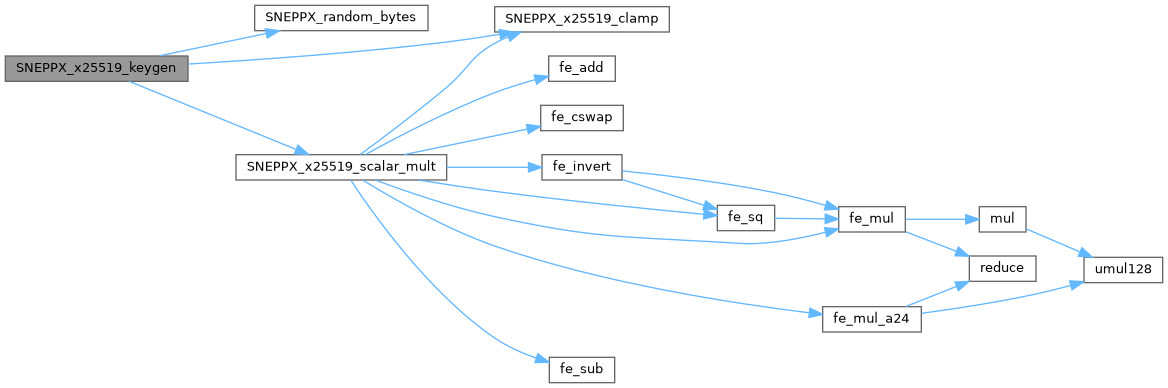 SNEPPX_random_bytes
SNEPPX_x25519_clamp
SNEPPX_x25519_keygen
fe_add
fe_cswap
SNEPPX_x25519_scalar_mult
fe_invert
fe_sq
fe_mul
mul
reduce
umul128
fe_mul_a24
fe_sub